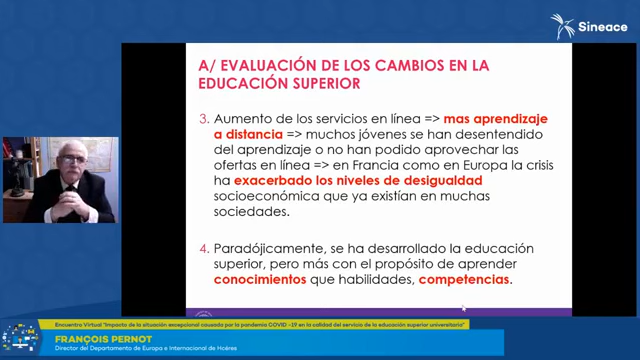 Sineace
A/ EVALUACIÓN DE LOS CAMBIOS EN LA
EDUCACIÓN SUPERIOR
3. Aumento de los servicios en línea => mas aprendizaje
a distancia => muchos jóvenes se han desentendido
del aprendizaje o no han podido aprovechar las
ofertas en línea => en Francia como en Europa la crisis
ha exacerbado los niveles de desigualdad
socioeconómica que ya existían en muchas
sociedades.
4. Paradójicamente, se ha desarrollado la educación
superior, pero más con el propósito de aprender
conocimientos que habilidades, competencias.
Encuentro Virtual "Impacto de la situación excepcional causada por la pandemia COVID -19 en la calidad del servicio de la educación superior universitaria"
FRANÇOIS PERNOT
Director del Departamento de Europa e Internacional de Hcéres